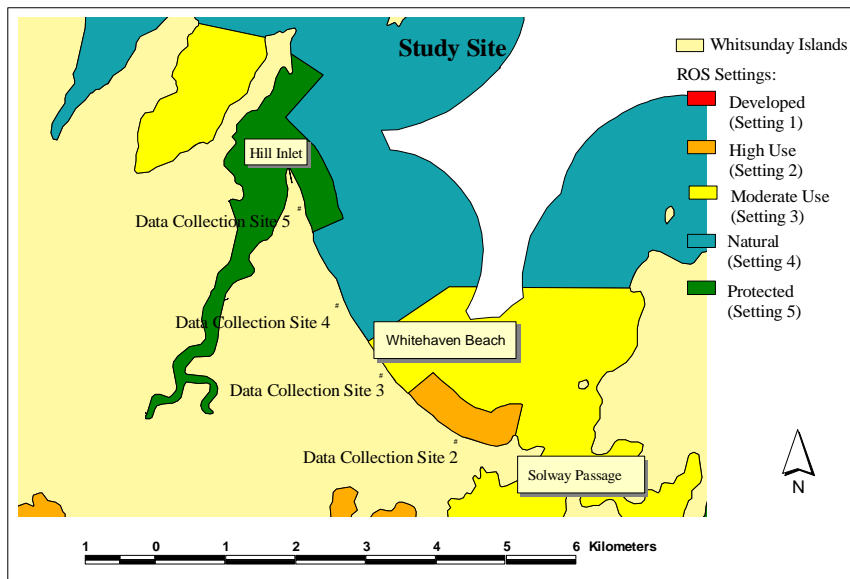 Study Site
Whitsunday Islands
ROS Settings:
Developed
(Setting 1)
High Use
(Setting 2)
Moderate Use
(Setting 3)
Natural
(Setting 4)
Protected
(Setting 5)
Hill Inlet
#
Data Collection Site 5
#
Data Collection Site 4
Whitehaven Beach
#
Data Collection Site 3
#
Data Collection Site 2
Solway Passage
N
1 0 1 2 3 4 5 6 Kilometers